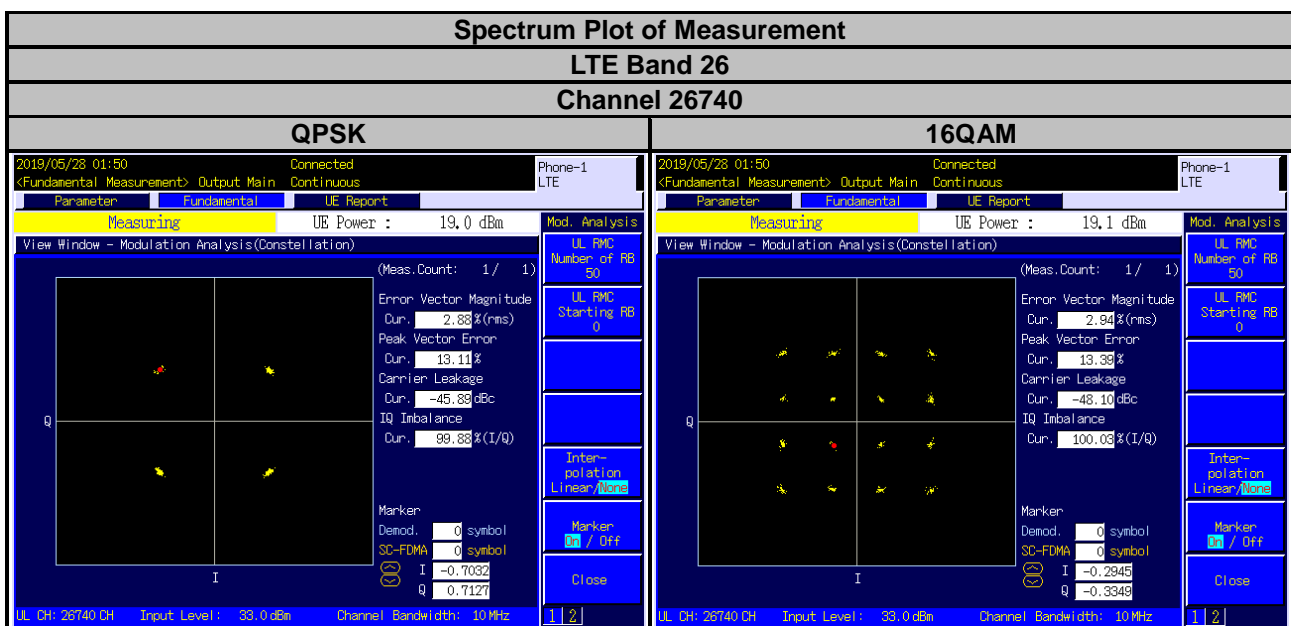 Spectrum Plot of Measurement
LTE Band 26
Channel 26740
QPSK
16QAM
2019/05/28 01:50 Connected
<Fundamental Measurement> Output Main Continuous
Phone-1
LTE
Parameter Fundamental UE Report
Measuring UE Power : 19.0 dBm
Mod. Analysis
View Window - Modulation Analysis(Constellation)
(Meas.Count: 1/ 1)
Error Vector Magnitude
Cur. 2.88 %(rms)
Peak Vector Error
Cur. 13.11 %
Carrier Leakage
Cur. -45.89 dBc
IQ Imbalance
Cur. 99.88 %(I/Q)
Q
I
Marker
Demod. 0 symbol
SC-FDMA 0 symbol
I -0.7032
Q 0.7127
UL RMC
Number of RB
50
UL RMC
Starting RB
0
Inter-
polation
Linear/None
Marker
On / Off
Close
UL CH: 26740 CH Input Level: 33.0 dBm Channel Bandwidth: 10 MHz
1 2
2019/05/28 01:50 Connected
<Fundamental Measurement> Output Main Continuous
Phone-1
LTE
Parameter Fundamental UE Report
Measuring UE Power : 19.1 dBm
Mod. Analysis
View Window - Modulation Analysis(Constellation)
(Meas.Count: 1/ 1)
Error Vector Magnitude
Cur. 2.94 %(rms)
Peak Vector Error
Cur. 13.39 %
Carrier Leakage
Cur. -48.10 dBc
IQ Imbalance
Cur. 100.03 %(I/Q)
Q
I
Marker
Demod. 0 symbol
SC-FDMA 0 symbol
I -0.2945
Q -0.3349
UL RMC
Number of RB
50
UL RMC
Starting RB
0
Inter-
polation
Linear/None
Marker
On / Off
Close
UL CH: 26740 CH Input Level: 33.0 dBm Channel Bandwidth: 10 MHz
1 2